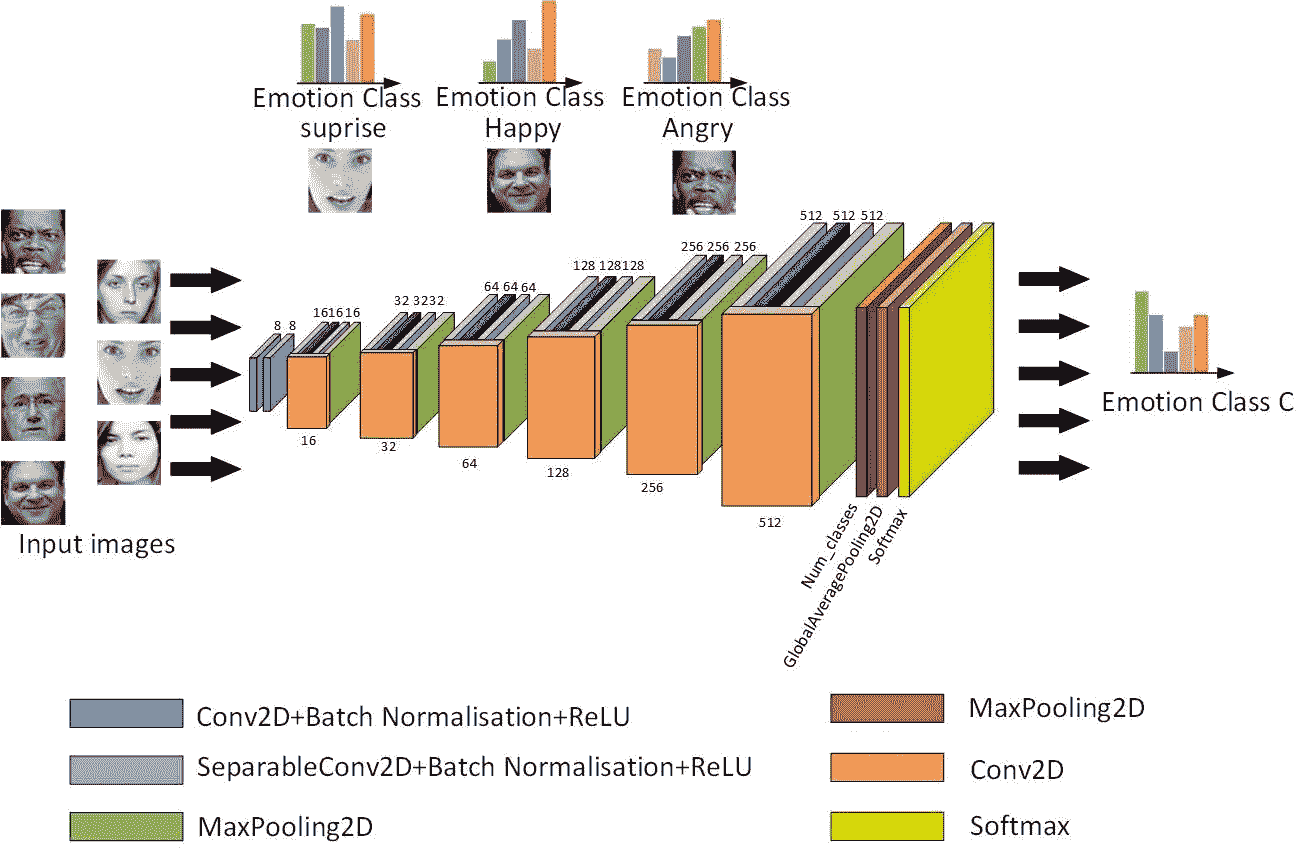 Emotion Class
suprise
Emotion Class
Happy
Emotion Class
Angry
8 8
16 16 16
32 32 32
64 64 64
128 128 128
256 256 256
512 512 512
16
32
64
128
256
512
Num_classes
GlobalAveragePooling2D
Softmax
Emotion Class C
Input images
Conv2D+Batch Normalisation+ReLU
SeparableConv2D+Batch Normalisation+ReLU
MaxPooling2D
MaxPooling2D
Conv2D
Softmax